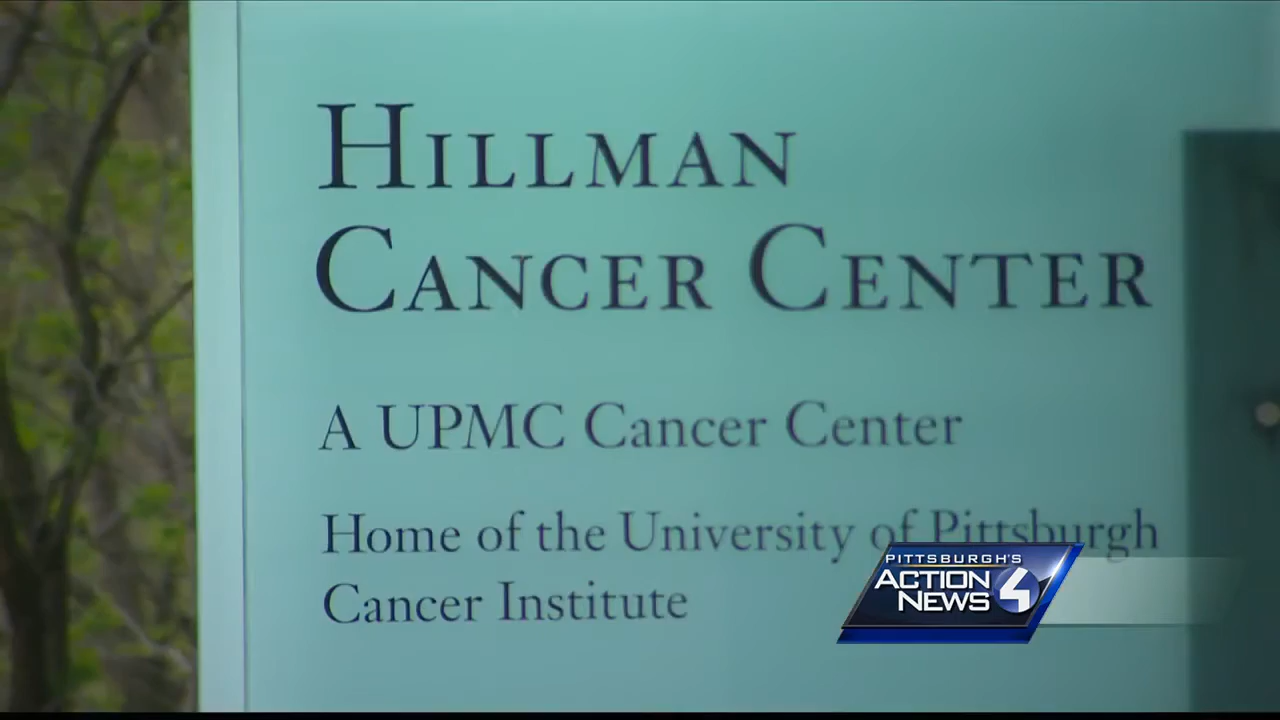 HILLMAN
CANCER CENTER
A UPMC Cancer Center
Home of the University of Pittsburgh
Cancer Institute
PITTSBURGH'S
ACTION
NEWS 4